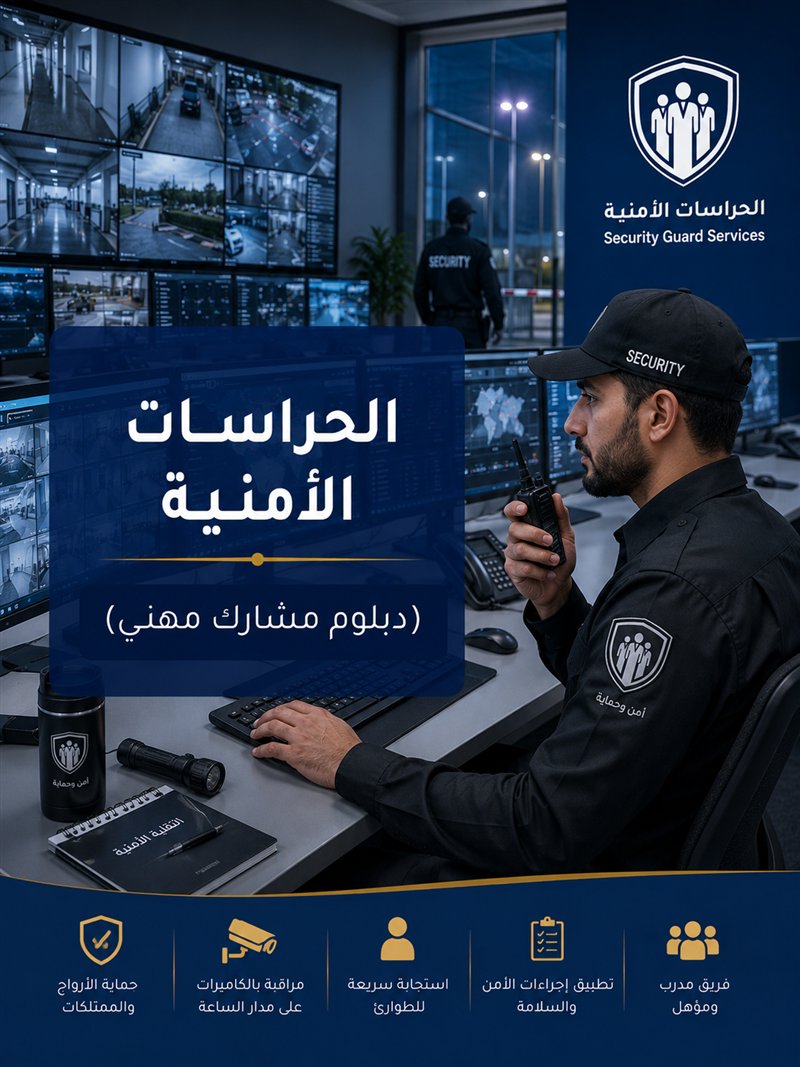 الحراسات الأمنية
Security Guard Services
SECURITY
SECURITY
الحراسات
الأمنية
(دبلوم مشارك مهني)
أمن وحماية
أمن وحماية
التقلية الأمنية
فريق مدرب
ومؤهل
تطبيق إجراءات الأمن
والسلامة
استجابة سريعة
للطوارئ
مراقبة بالكاميرات
على مدار الساعة
حماية الأرواح
والممتلكات